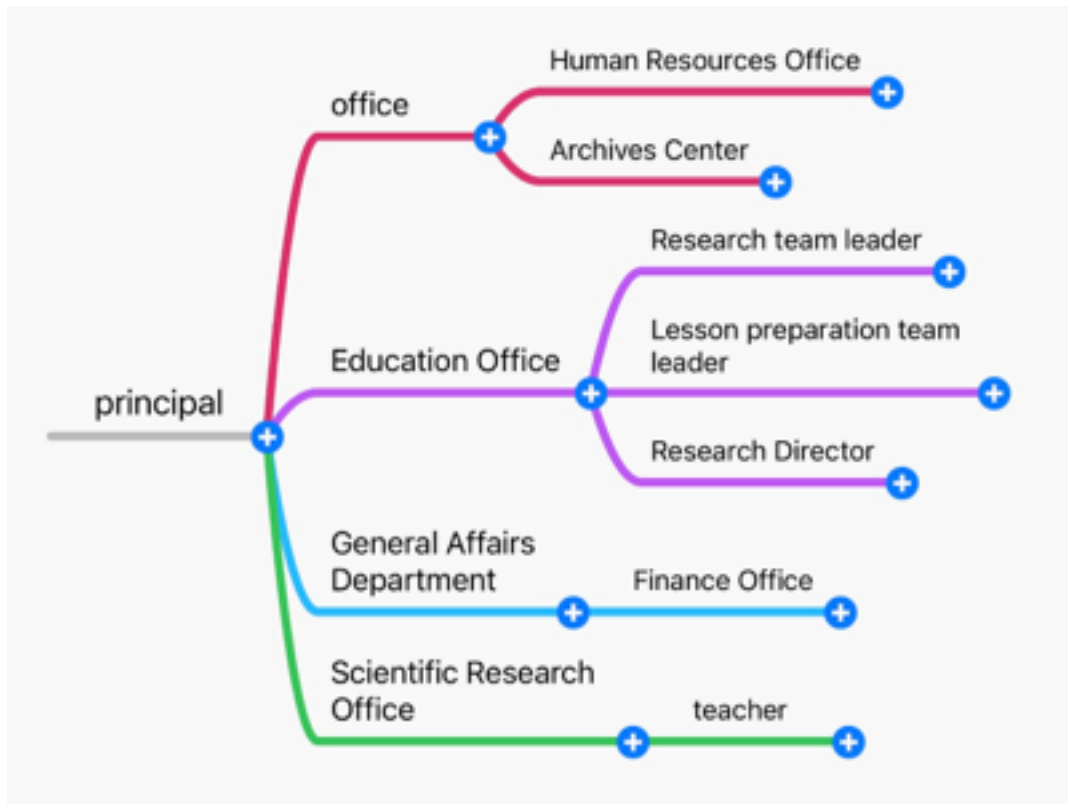 principal
office
Human Resources Office
Archives Center
Education Office
Research team leader
Lesson preparation team
leader
Research Director
General Affairs
Department
Finance Office
Scientific Research
Office
teacher